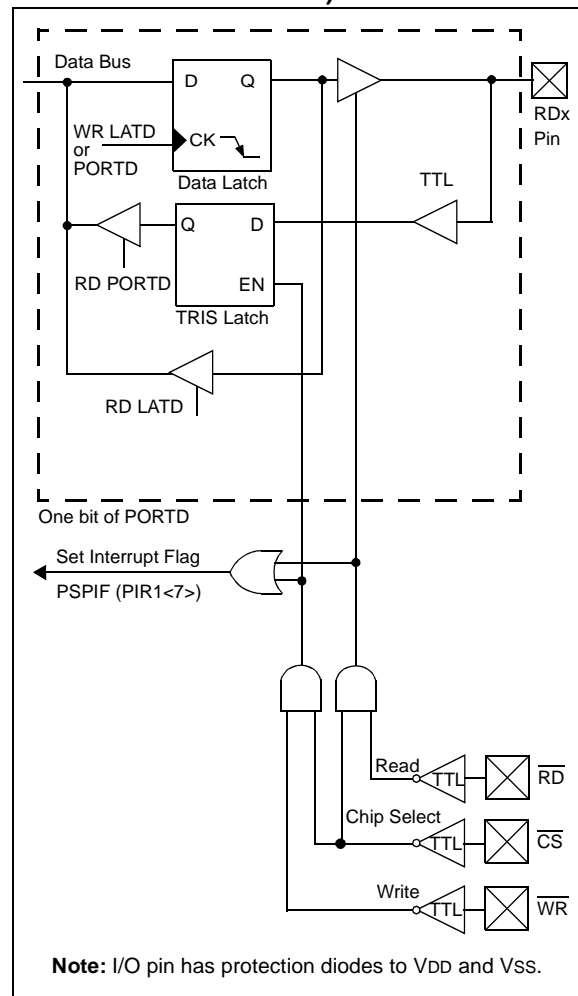 Data Bus
D Q
WR LATD
or
PORTD
CK
Data Latch
RDx
Pin
TTL
Q D
RD PORTD
EN
TRIS Latch
RD LATD
One bit of PORTD
Set Interrupt Flag
PSPIF (PIR1<7>)
Read
TTL
RD
Chip Select
TTL
CS
Write
TTL
WR
Note: I/O pin has protection diodes to VDD and VSS.